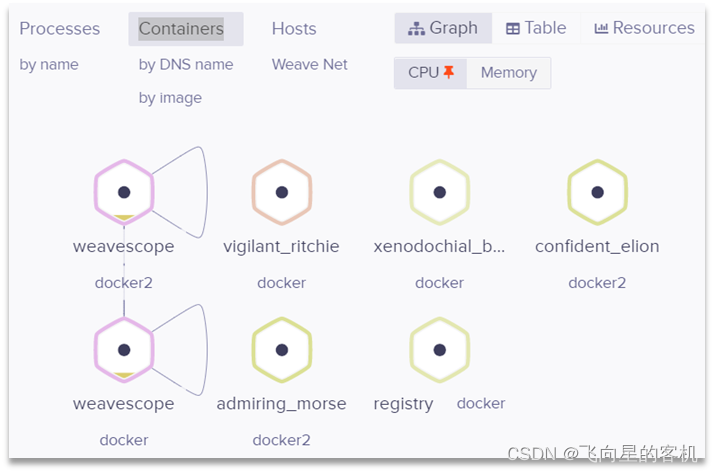 Processes Containers Hosts Graph Table Resources
by name by DNS name Weave Net CPU Memory
by image
weavescope vigilant_ritchie xenodochial_b... confident_elion
docker2 docker docker docker2
weavescope admiring_morse registry docker
docker docker2
CSDN @飞向星的客机